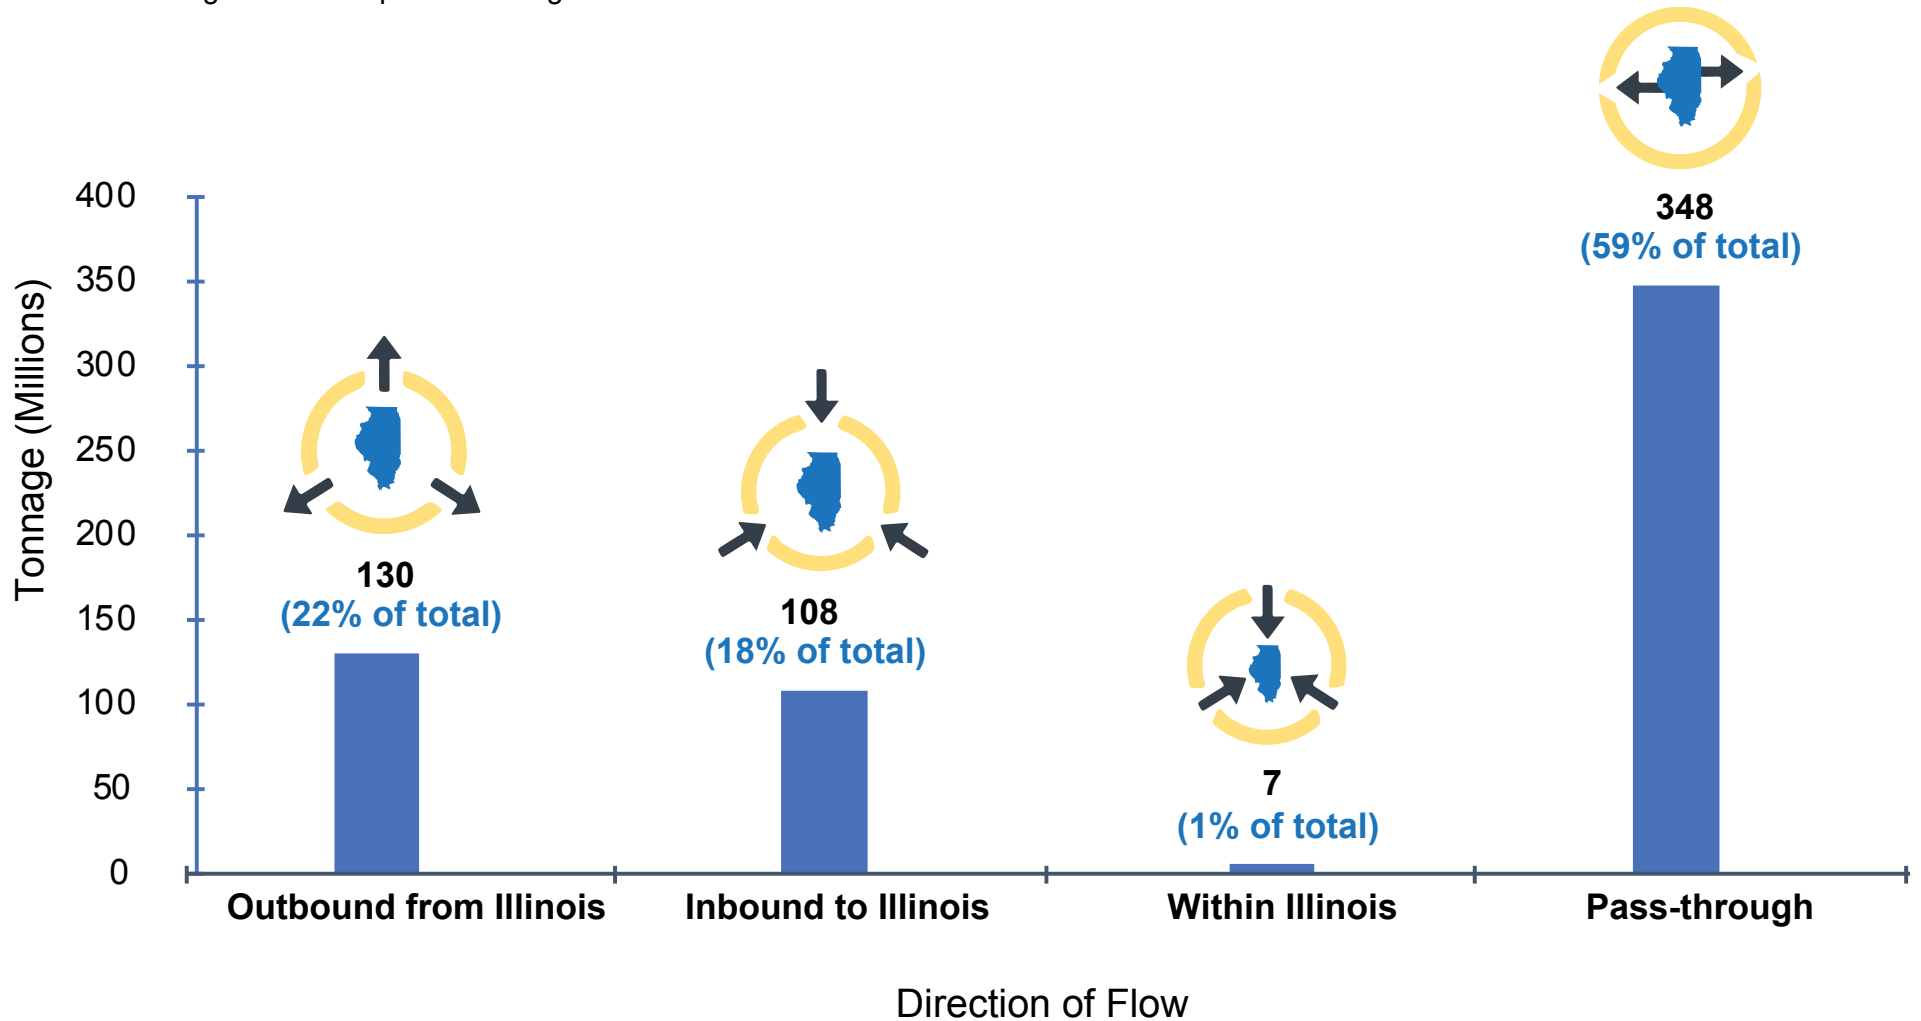 400
350
300
250
200
150
100
50
0
Tonnage (Millions)
130
(22% of total)
108
(18% of total)
7
(1% of total)
348
(59% of total)
Outbound from Illinois
Inbound to Illinois
Within Illinois
Pass-through
Direction of Flow